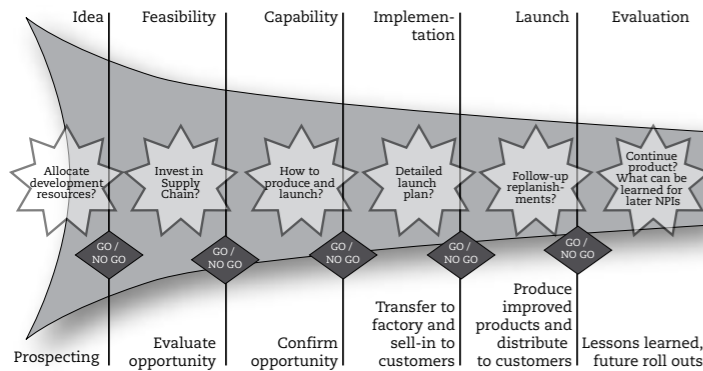 Idea
Feasibility
Capability
Implemen-
tation
Launch
Evaluation
Allocate
development
resources?
Invest in
Supply
Chain?
How to
produce and
launch?
Detailed
launch
plan?
Follow-up
replanish-
ments?
Continue
product?
What can be
learned for
later NPIs
GO /
NO GO
GO /
NO GO
GO /
NO GO
GO /
NO GO
GO /
NO GO
Prospecting
Evaluate
opportunity
Confirm
opportunity
Transfer to
factory and
sell-in to
customers
Produce
improved
products and
distribute
to customers
Lessons learned,
future roll outs